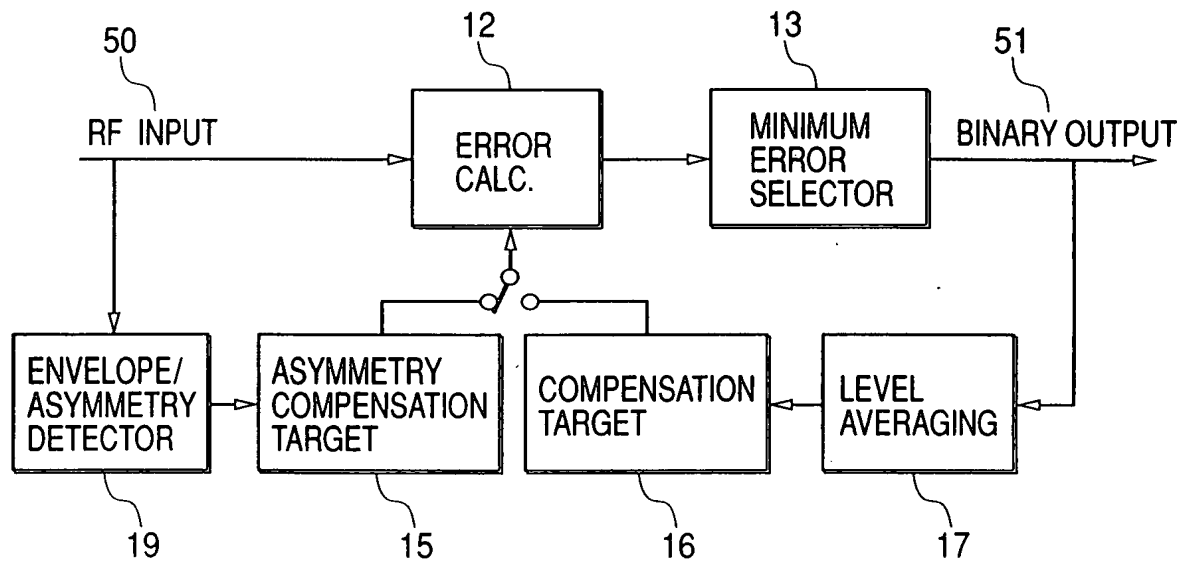 50
12
13
51
RF INPUT
ERROR
CALC.
MINIMUM
ERROR
SELECTOR
BINARY OUTPUT
ENVELOPE/
ASYMMETRY
DETECTOR
ASYMMETRY
COMPENSATION
TARGET
COMPENSATION
TARGET
LEVEL
AVERAGING
19
15
16
17